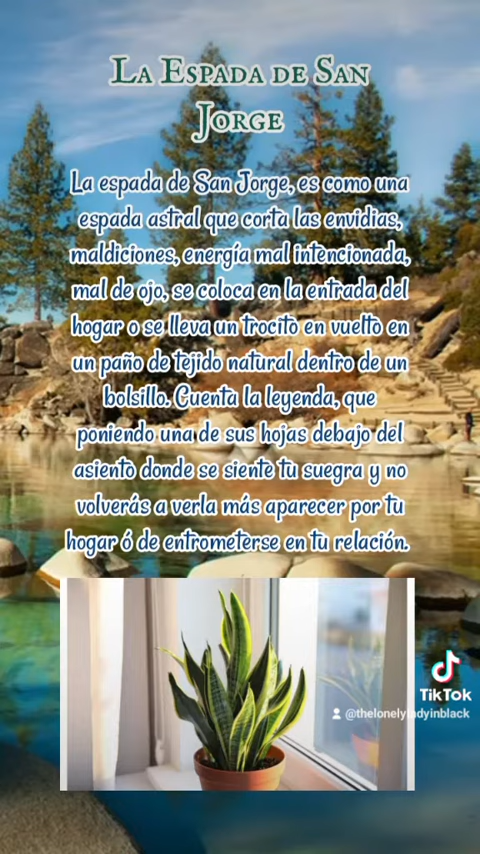 La Espada de San
Jorge
La espada de San Jorge, es como una
espada astral que corta las envidias,
maldiciones, energía mal intencionada,
mal de ojo, se coloca en la entrada del
hogar o se lleva un trocito en vuelto en
un paño de tejido natural dentro de un
bolsillo. Cuenta la leyenda, que
poniendo una de sus hojas debajo del
asiento donde se siente tu suegra y no
volverás a verla más aparecer por tu
hogar ó de entrometerse en tu relación.
TikTok
@thelonelyladyinblack